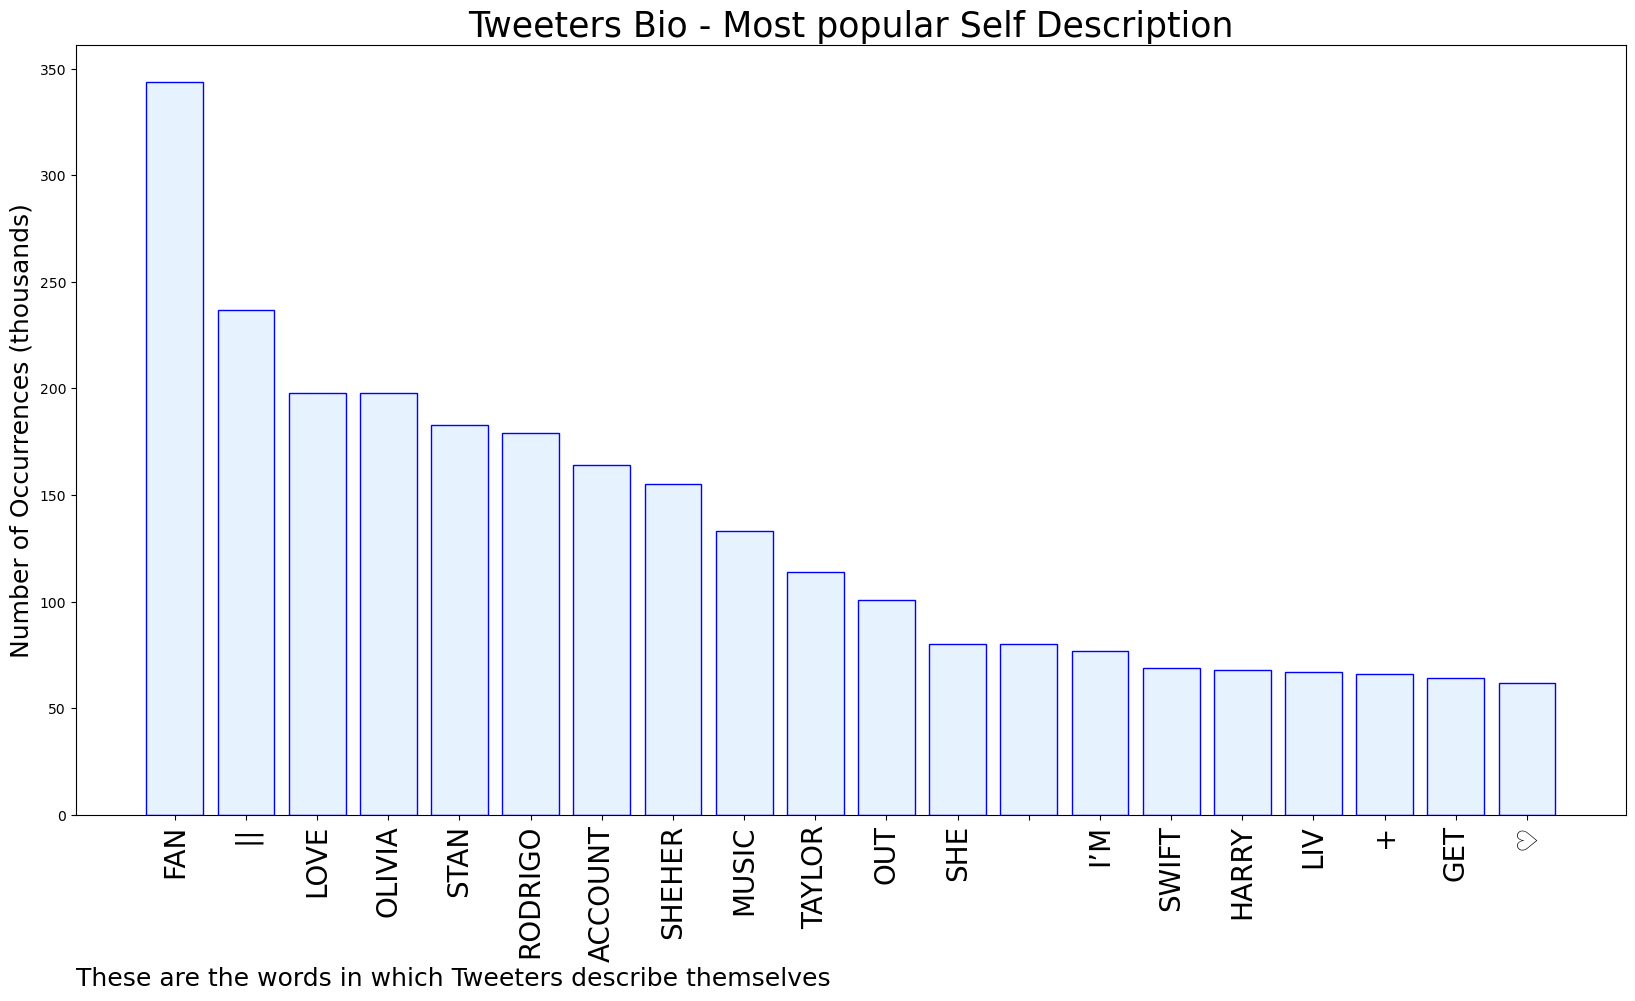 Tweeters Bio - Most popular Self Description
Number of Occurrences (thousands)
350
300
250
200
150
100
50
0
FAN
||
LOVE
OLIVIA
STAN
RODRIGO
ACCOUNT
SHEHER
MUSIC
TAYLOR
OUT
SHE
I’M
SWIFT
HARRY
LIV
+
GET
♡
These are the words in which Tweeters describe themselves